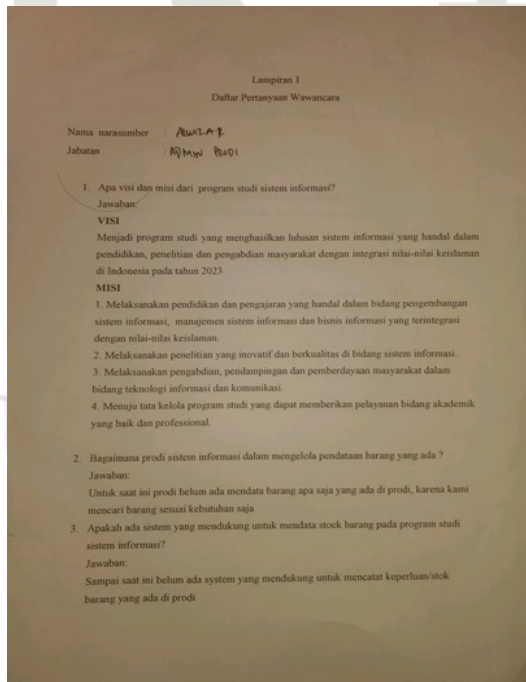 Lampiran 1
Daftar Pertanyaan Wawancara
Nama narasumber :
Jabatan : ADMIN PRODI
1. Apa visi dan misi dari program studi sistem informasi?
Jawaban:
VISI
Menjadi program studi yang menghasilkan lulusan sistem informasi yang handal dalam
pendidikan, penelitian dan pengabdian masyarakat dengan integrasi nilai-nilai keislaman
di Indonesia pada tahun 2023
MISI
1. Melaksanakan pendidikan dan pengajaran yang handal dalam bidang pengembangan
sistem informasi, manajemen sistem informasi dan bisnis informasi yang terintegrasi
dengan nilai-nilai keislaman.
2. Melaksanakan penelitian yang inovatif dan berkualitas di bidang sistem informasi.
3. Melaksanakan pengabdian, pendampingan dan pemberdayaan masyarakat dalam
bidang teknologi informasi dan komunikasi.
4. Menuju tata kelola program studi yang dapat memberikan pelayanan bidang akademik
yang baik dan professional.
2. Bagaimana prodi sistem informasi dalam mengelola pendataan barang yang ada ?
Jawaban:
Untuk saat ini prodi belum ada mendata barang apa saja yang ada di prodi, karena kami
mencari barang sesuai kebutuhan saja
3. Apakah ada sistem yang mendukung untuk mendata stock barang pada program studi
sistem informasi?
Jawaban:
Sampai saat ini belum ada system yang mendukung untuk mencatat keperluan/stok
barang yang ada di prodi